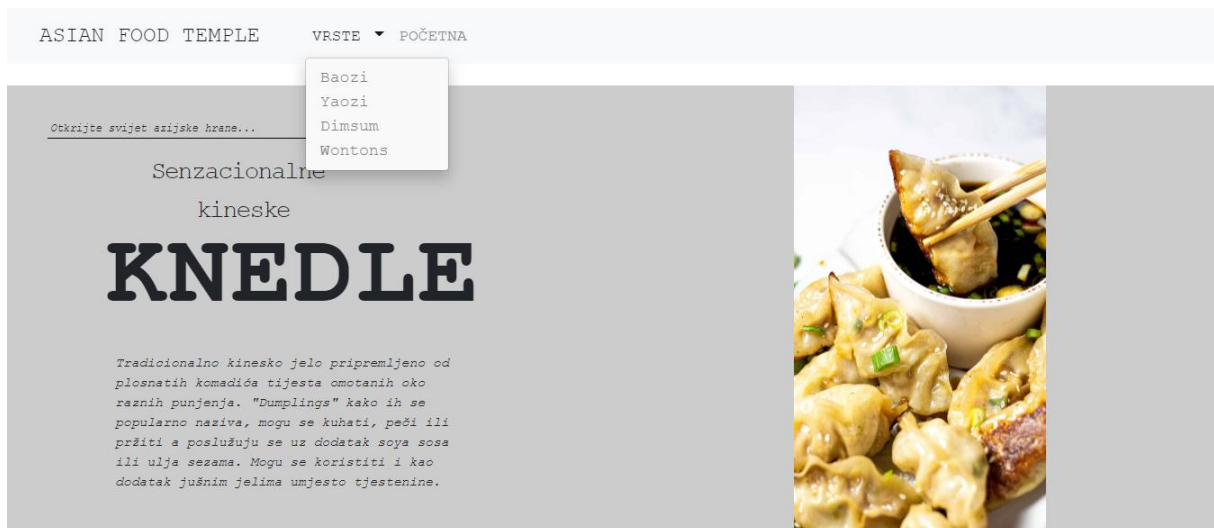 ASIAN FOOD TEMPLE VRSTE POČETNA
Baozi
Yaozi
Dimsum
Wontons
Otkrijte svijet azijske hrane...
Senzacionalne
kineske
KNEDLE
Tradicionalno kinesko jelo pripremljeno od
plosnatih komadića tijesta omotanih oko
raznih punjenja. "Dumplings" kako ih se
popularno naziva, mogu se kuhati, peči ili
pržiti a poslužuju se uz dodatak soya sosa
ili ulja sezama. Mogu se koristiti i kao
dodatak jušnim jelima umjesto tjestenine.